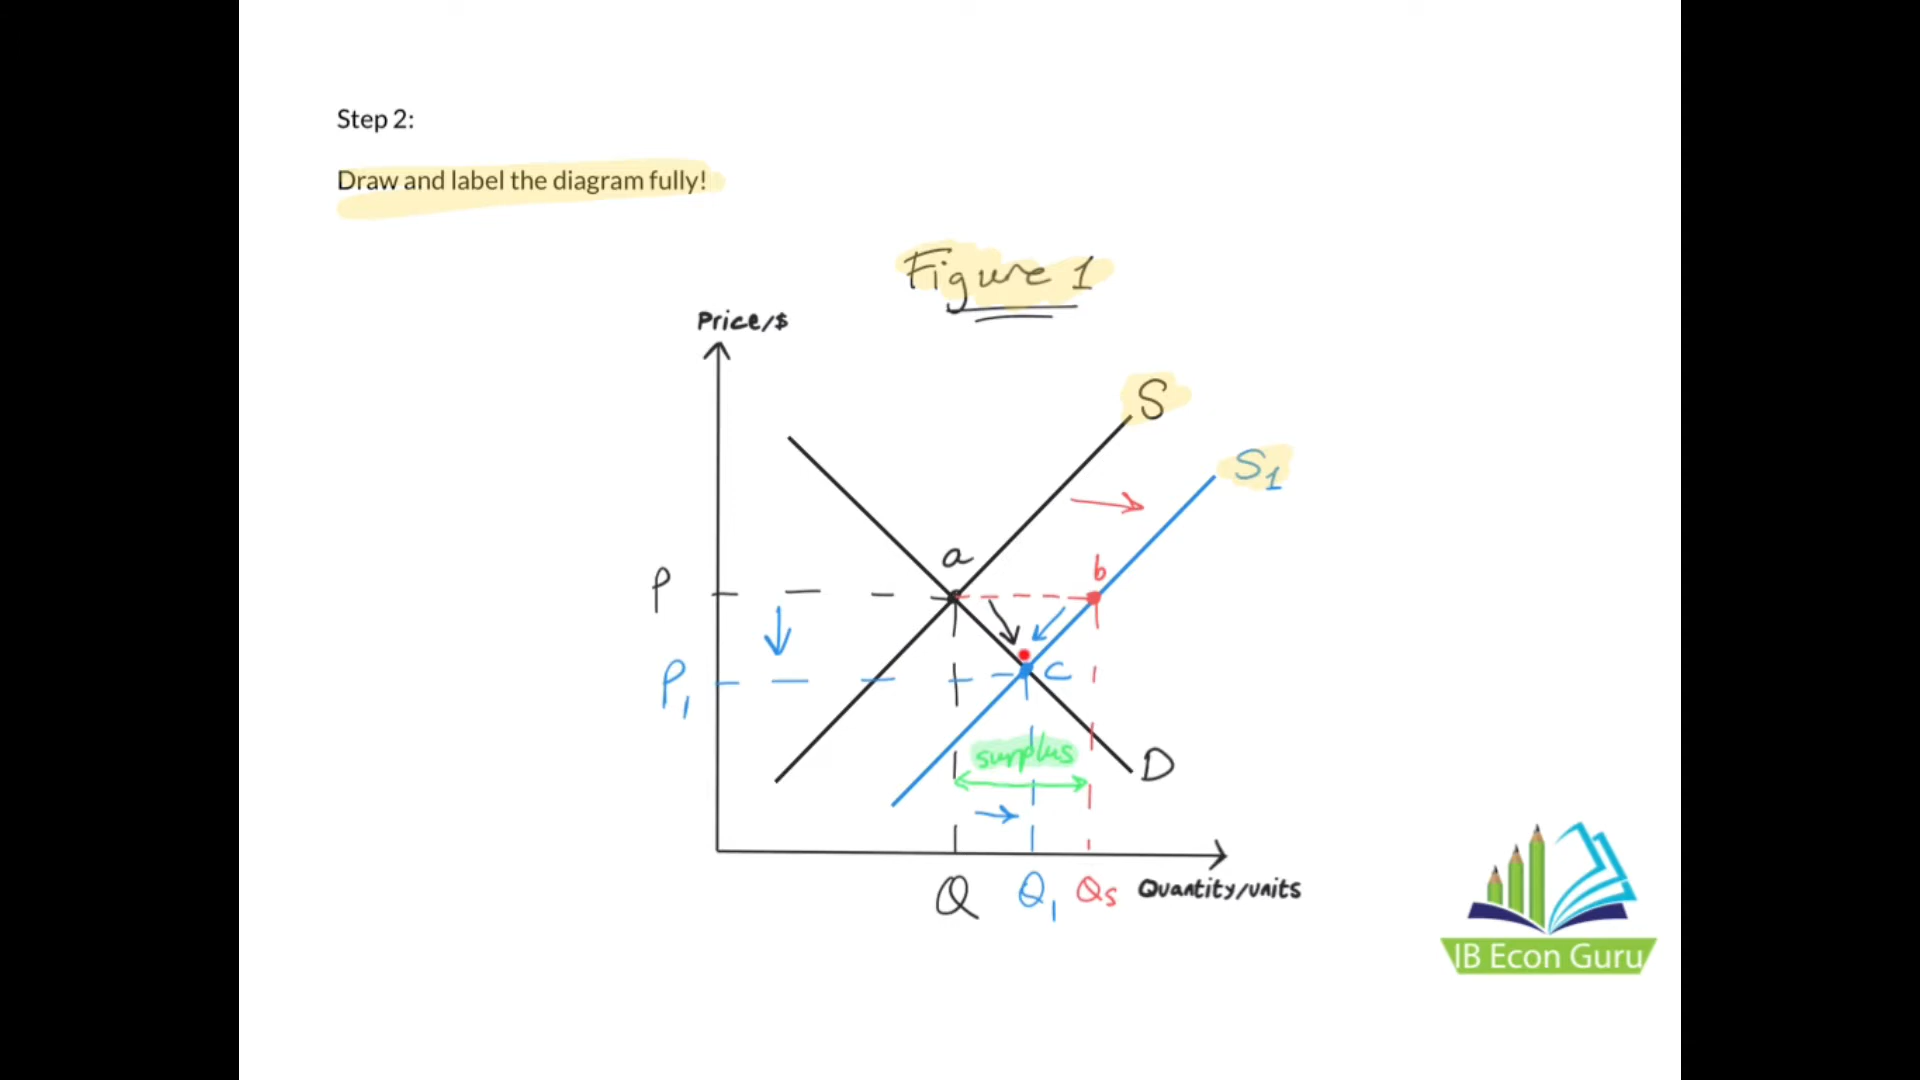 Step 2:
Draw and label the diagram fully!
Figure 1
Price/$
S
S1
a
b
P
P1
c
surplus
D
Q
Q1
Qs
Quantity/units
IB Econ Guru